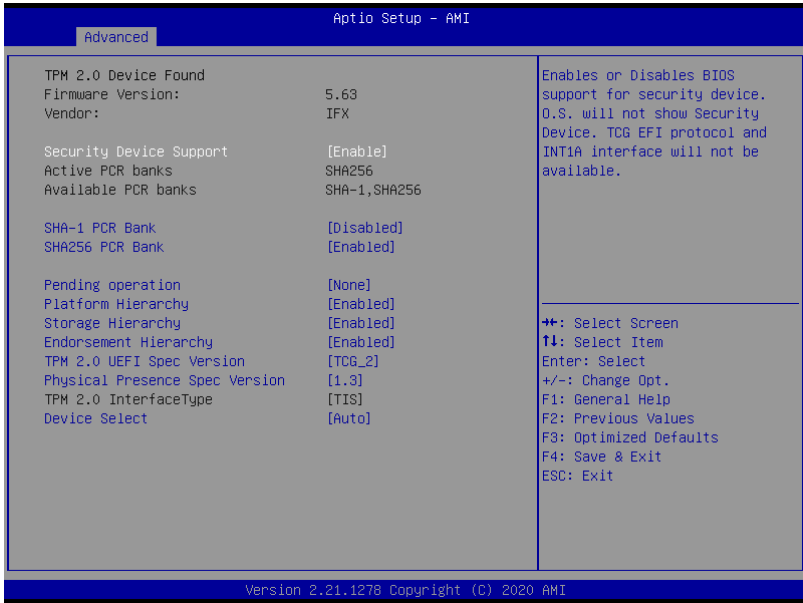 Aptio Setup – AMI
Advanced
TPM 2.0 Device Found
Firmware Version: 5.63
Vendor: IFX
Security Device Support [Enable]
Active PCR banks SHA256
Available PCR banks SHA-1,SHA256
SHA-1 PCR Bank [Disabled]
SHA256 PCR Bank [Enabled]
Pending operation [None]
Platform Hierarchy [Enabled]
Storage Hierarchy [Enabled]
Endorsement Hierarchy [Enabled]
TPM 2.0 UEFI Spec Version [TCG_2]
Physical Presence Spec Version [1.3]
TPM 2.0 InterfaceType [TIS]
Device Select [Auto]
Enables or Disables BIOS
support for security device.
O.S. will not show Security
Device. TCG EFI protocol and
INT1A interface will not be
available.
→←: Select Screen
↑↓: Select Item
Enter: Select
+/-: Change Opt.
F1: General Help
F2: Previous Values
F3: Optimized Defaults
F4: Save & Exit
ESC: Exit
Version 2.21.1278 Copyright (C) 2020 AMI